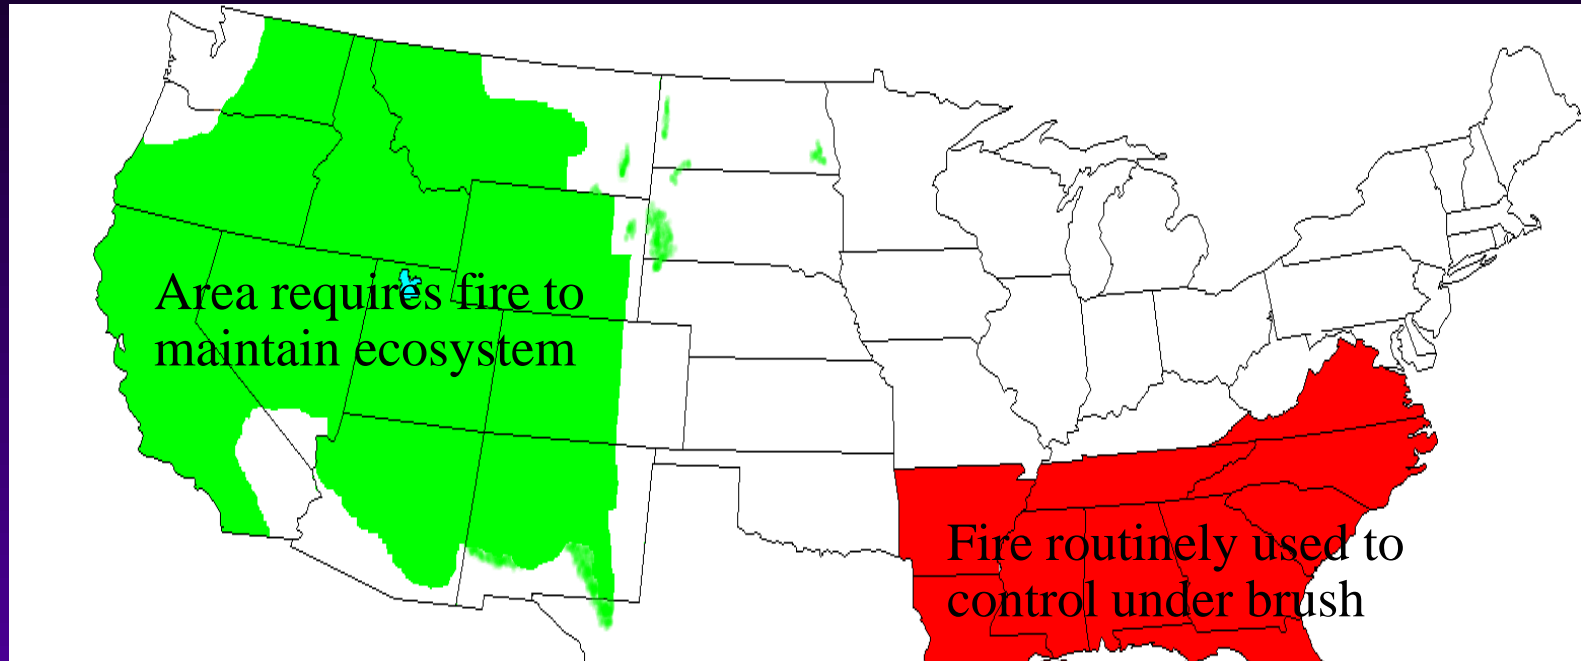 Area requires fire to
maintain ecosystem
Fire routinely used to
control under brush